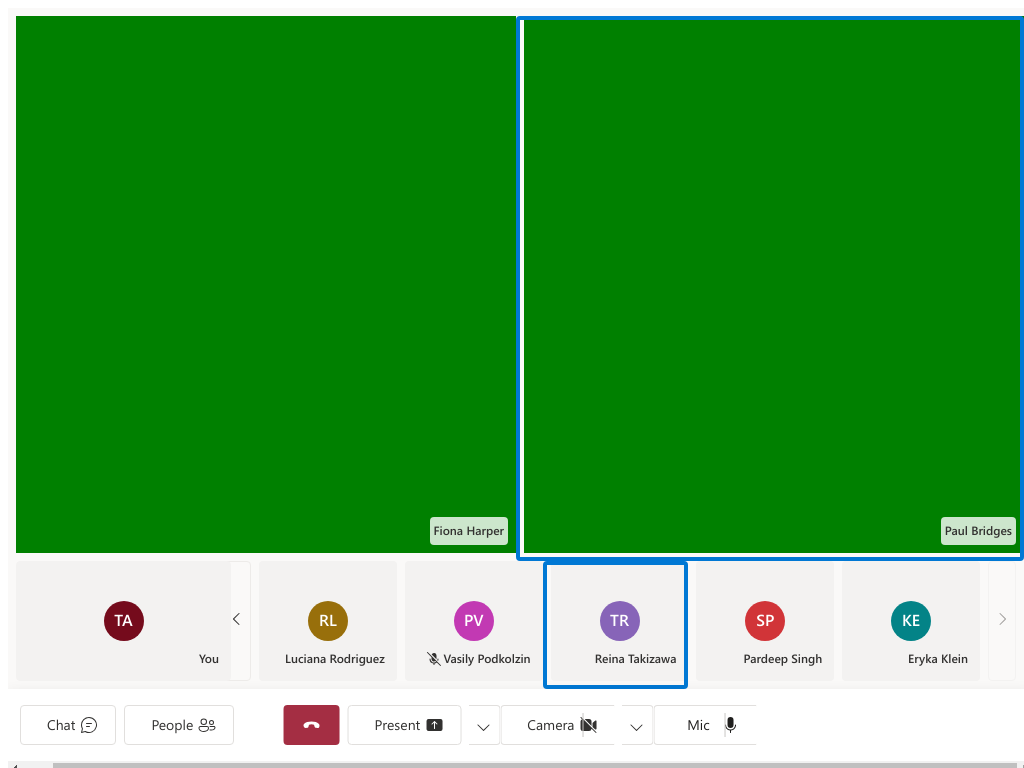 Fiona Harper
Paul Bridges
TA
You
RL
Luciana Rodriguez
PV
Vasily Podkolzin
TR
Reina Takizawa
SP
Pardeep Singh
KE
Eryka Klein
Chat
People
Present
Camera
Mic